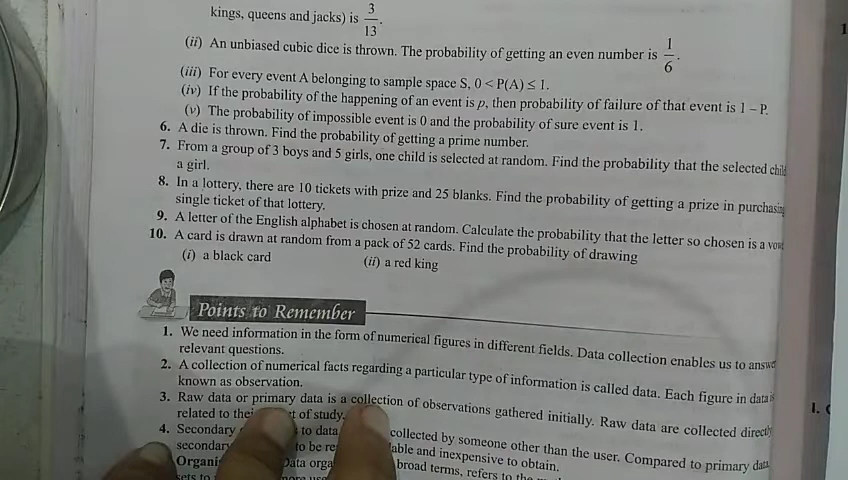 kings, queens and jacks) is 3/13.
(ii) An unbiased cubic dice is thrown. The probability of getting an even number is 1/6.
(iii) For every event A belonging to sample space S, 0 < P(A) ≤ 1.
(iv) If the probability of the happening of an event is p, then probability of failure of that event is 1 – P.
(v) The probability of impossible event is 0 and the probability of sure event is 1.
6. A die is thrown. Find the probability of getting a prime number.
7. From a group of 3 boys and 5 girls, one child is selected at random. Find the probability that the selected child
a girl.
8. In a lottery, there are 10 tickets with prize and 25 blanks. Find the probability of getting a prize in purchasing
single ticket of that lottery.
9. A letter of the English alphabet is chosen at random. Calculate the probability that the letter so chosen is a vow
10. A card is drawn at random from a pack of 52 cards. Find the probability of drawing
(i) a black card (ii) a red king
Points to Remember
1. We need information in the form of numerical figures in different fields. Data collection enables us to answer
relevant questions.
2. A collection of numerical facts regarding a particular type of information is called data. Each figure in data is
known as observation.
3. Raw data or primary data is a collection of observations gathered initially. Raw data are collected directly
related to thei t of study.
4. Secondary to data collected by someone other than the user. Compared to primary data,
secondary to be re able and inexpensive to obtain.
Organi Data orga broad terms, refers to the
sets to more use
1
I. (